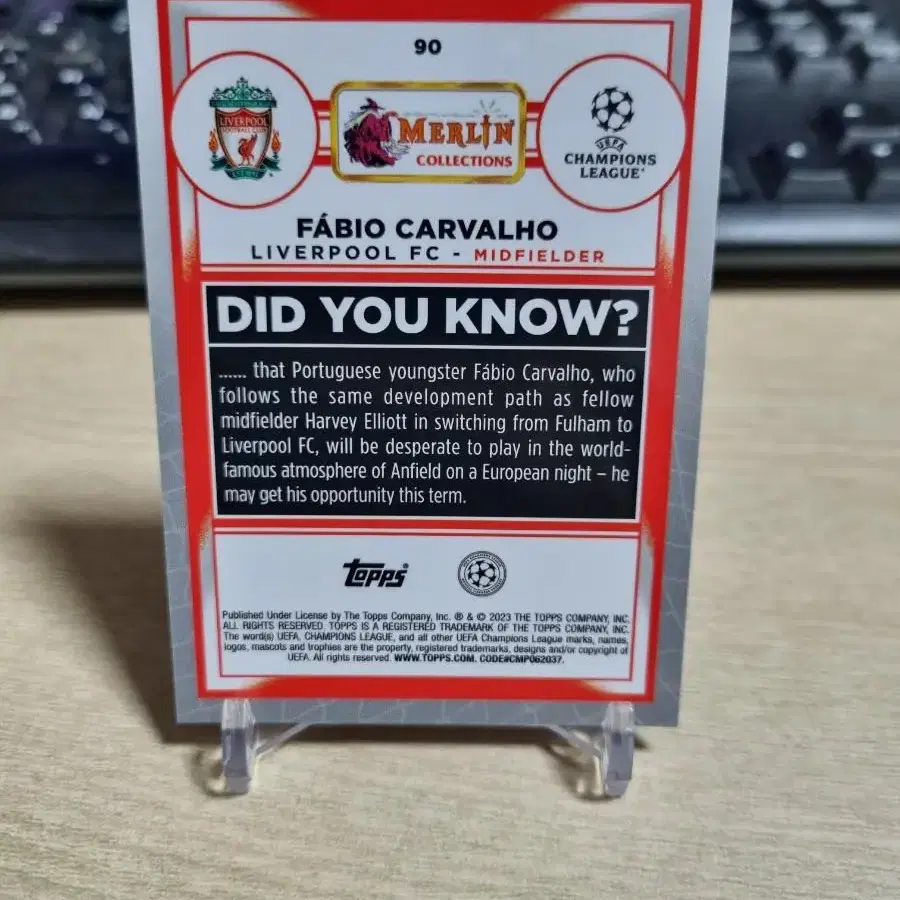 90
LIVERPOOL
FOOTBALL CLUB
MERLIN
COLLECTIONS
UEFA
CHAMPIONS
LEAGUE
FÁBIO CARVALHO
LIVERPOOL FC - MIDFIELDER
DID YOU KNOW?
...... that Portuguese youngster Fábio Carvalho, who
follows the same development path as fellow
midfielder Harvey Elliott in switching from Fulham to
Liverpool FC, will be desperate to play in the world-
famous atmosphere of Anfield on a European night – he
may get his opportunity this term.
topps
Published Under License by The Topps Company, Inc. ® & © 2023 THE TOPPS COMPANY, INC.
ALL RIGHTS RESERVED. TOPPS IS A REGISTERED TRADEMARK OF THE TOPPS COMPANY, INC.
The word(s) UEFA, CHAMPIONS LEAGUE, and all other UEFA Champions League marks, names,
logos, mascots and trophies are the property, registered trademarks, designs and/or copyright of
UEFA. All rights reserved. WWW.TOPPS.COM. CODE#CMP062037.